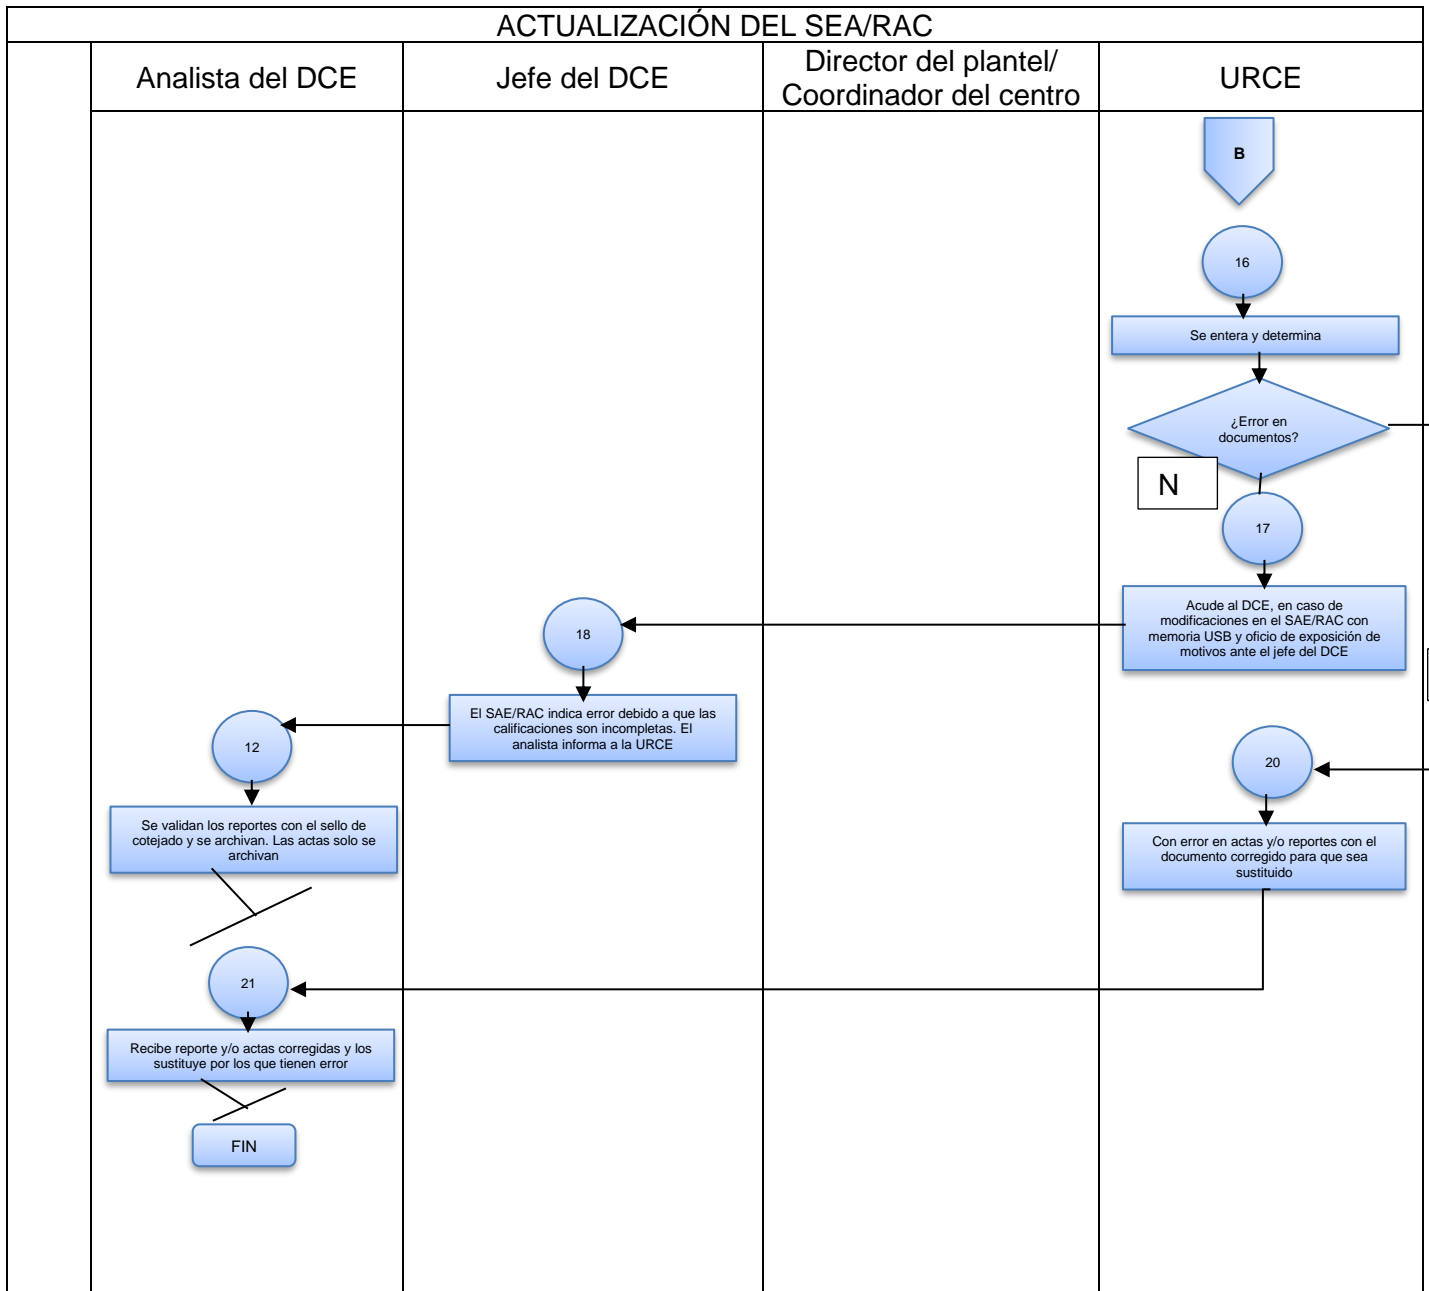 ACTUALIZACIÓN DEL SEA/RAC
Analista del DCE
Jefe del DCE
Director del plantel/
Coordinador del centro
URCE
B
16
Se entera y determina
¿Error en
documentos?
N
17
Acude al DCE, en caso de
modificaciones en el SAE/RAC con
memoria USB y oficio de exposición de
motivos ante el jefe del DCE
18
El SAE/RAC indica error debido a que las
calificaciones son incompletas. El
analista informa a la URCE
12
Se validan los reportes con el sello de
cotejado y se archivan. Las actas solo se
archivan
20
Con error en actas y/o reportes con el
documento corregido para que sea
sustituido
21
Recibe reporte y/o actas corregidas y los
sustituye por los que tienen error
FIN